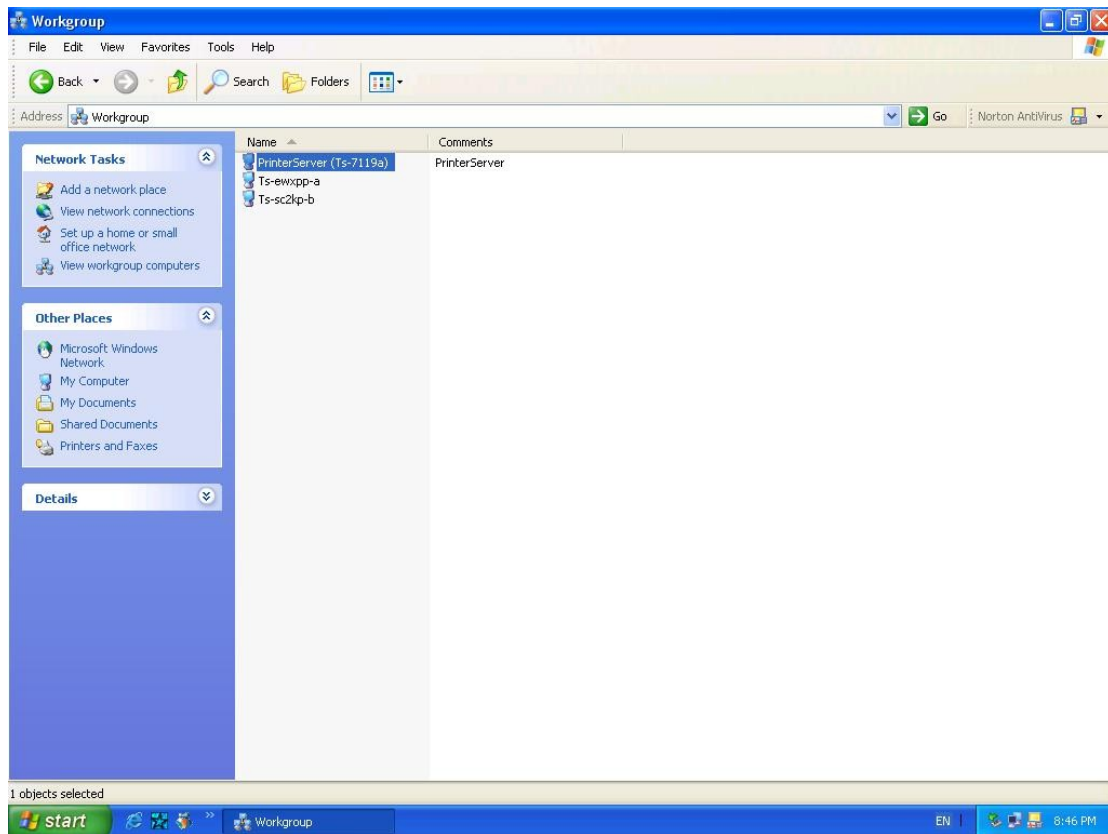 Workgroup
File Edit View Favorites Tools Help
Back Search Folders
Address Workgroup Go Norton AntiVirus
Name Comments
Network Tasks
Add a network place
View network connections
Set up a home or small
office network
View workgroup computers
Other Places
Microsoft Windows
Network
My Computer
My Documents
Shared Documents
Printers and Faxes
Details
PrinterServer (Ts-7119a) PrinterServer
Ts-ewxpp-a
Ts-sc2kp-b
1 objects selected
start Workgroup EN 8:46 PM